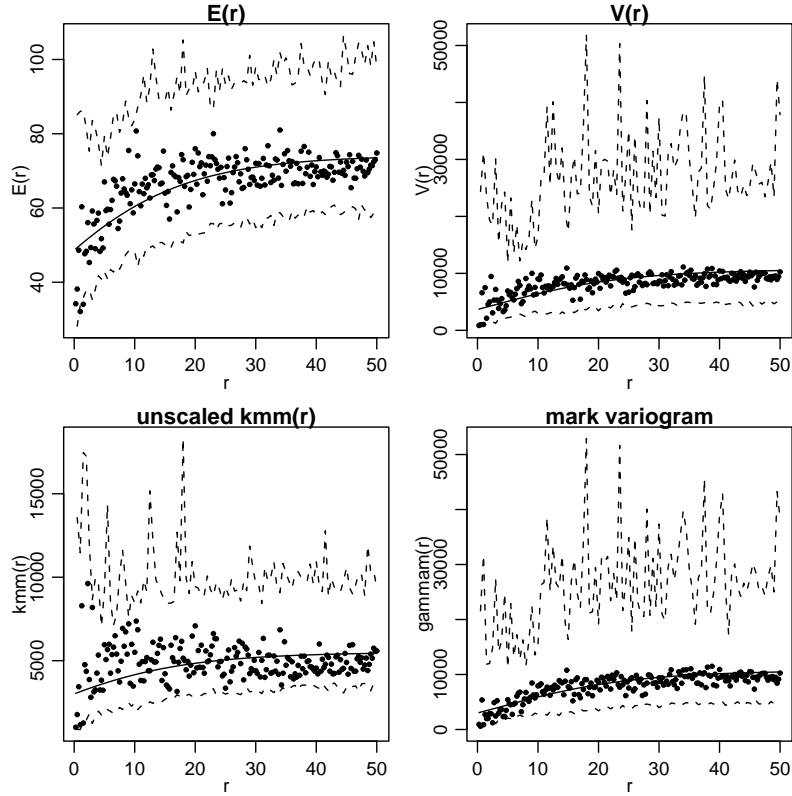 E(r)
E(r)
40 60 80 100
0 10 20 30 40 50
r
V(r)
V(r)
0 10000 30000 50000
0 10 20 30 40 50
r
unscaled kmm(r)
kmm(r)
5000 10000 15000
0 10 20 30 40 50
r
mark variogram
gammam(r)
0 10000 30000 50000
0 10 20 30 40 50
r